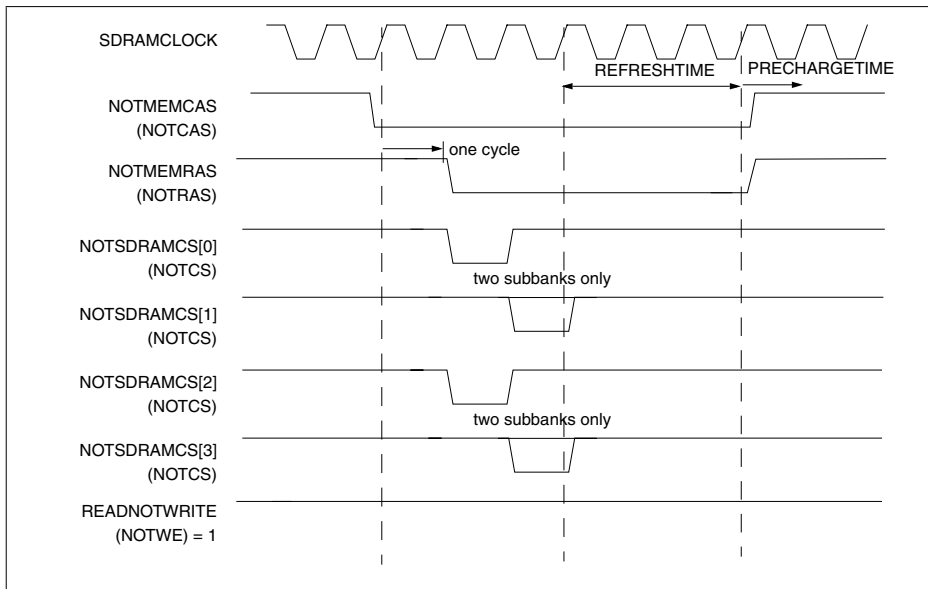 SDRAMCLOCK
REFRESHTIME
PRECHARGETIME
NOTMEMCAS
(NOTCAS)
one cycle
NOTMEMRAS
(NOTRAS)
NOTSDRAMCS[0]
(NOTCS)
two subbanks only
NOTSDRAMCS[1]
(NOTCS)
NOTSDRAMCS[2]
(NOTCS)
two subbanks only
NOTSDRAMCS[3]
(NOTCS)
READNOTWRITE
(NOTWE) = 1